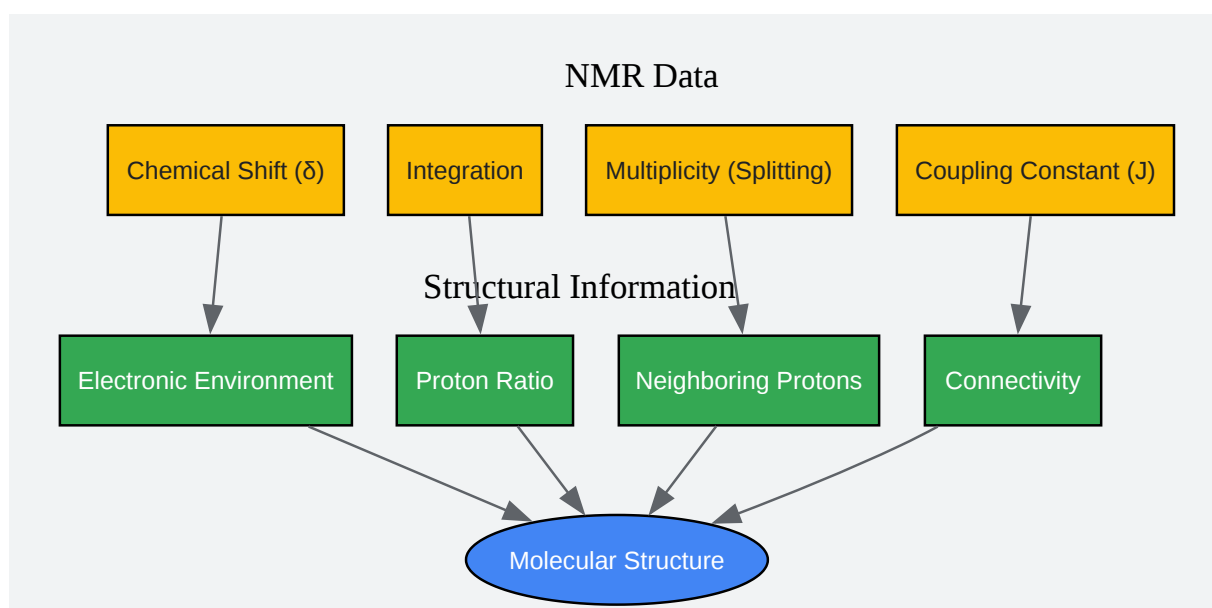 NMR Data
Chemical Shift (δ)
Integration
Multiplicity (Splitting)
Coupling Constant (J)
Structural Information
Electronic Environment
Proton Ratio
Neighboring Protons
Connectivity
Molecular Structure